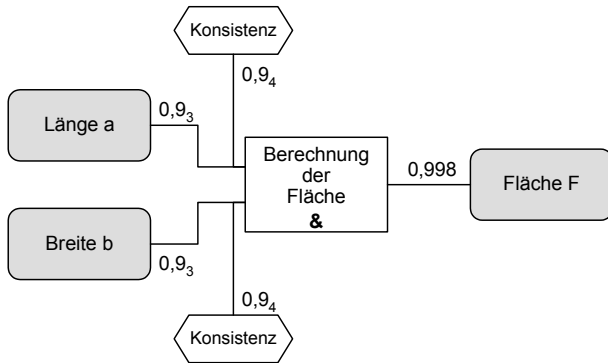 Konsistenz
0,9₄
0,9₃
Länge a
Berechnung
der
Fläche
&
0,998
Fläche F
Breite b
0,9₃
0,9₄
Konsistenz